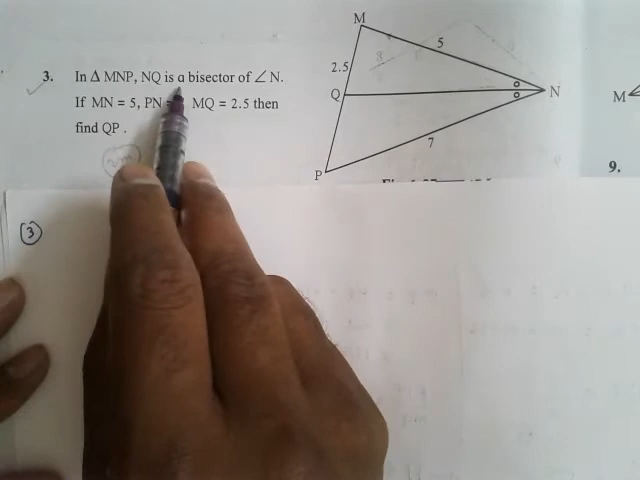 3. In Δ MNP, NQ is a bisector of ∠ N.
If MN = 5, PN = MQ = 2.5 then
find QP .
M
5
2.5
Q
N
7
P
M
9.
3